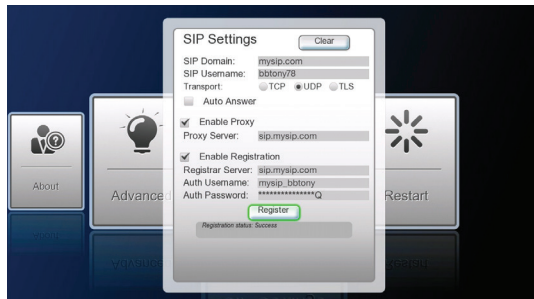 SIP Settings
Clear
SIP Domain: mysip.com
SIP Username: bbtony78
Transport: TCP UDP TLS
Auto Answer
Enable Proxy
Proxy Server: sip.mysip.com
Enable Registration
Registrar Server: sip.mysip.com
Auth Username: mysip_bbtony
Auth Password: ***************Q
Register
Registration status: Success
About
Advanced
Restart